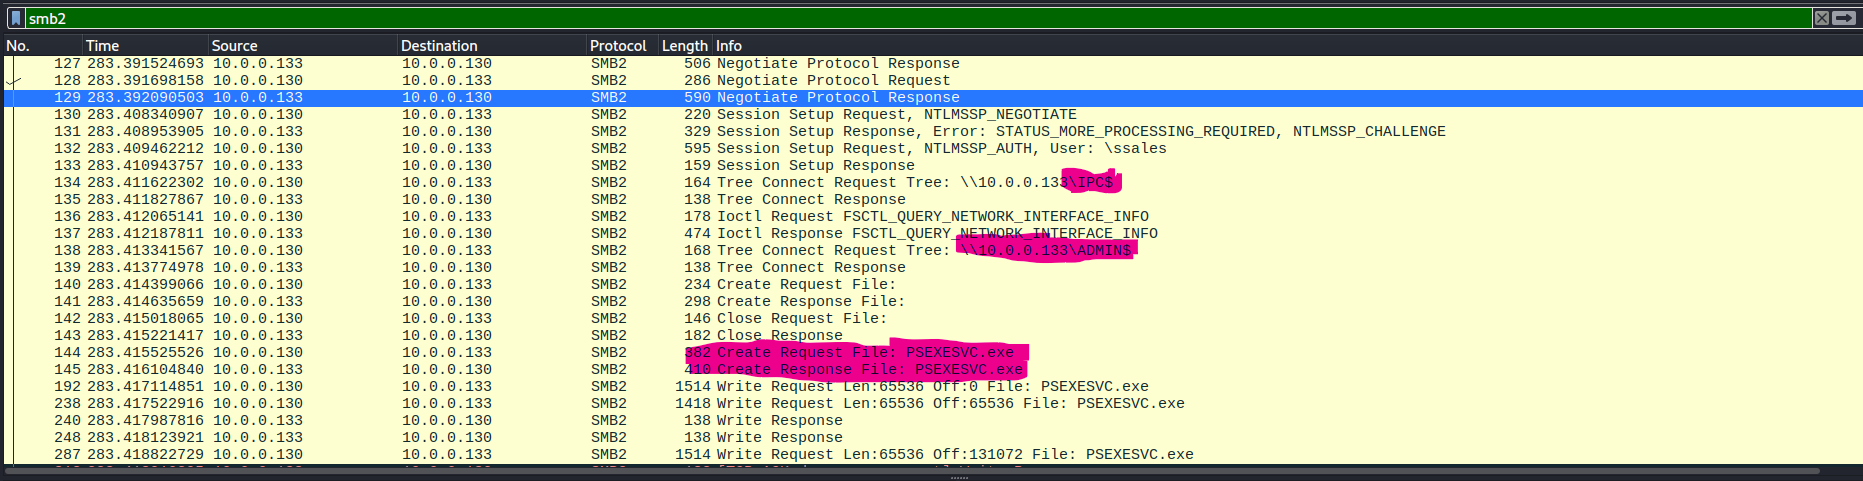 smb2
No. Time Source Destination Protocol Length Info
127 283.391524693 10.0.0.133 10.0.0.130 SMB2 506 Negotiate Protocol Response
128 283.391698158 10.0.0.130 10.0.0.133 SMB2 286 Negotiate Protocol Request
129 283.392090503 10.0.0.133 10.0.0.130 SMB2 590 Negotiate Protocol Response
130 283.408340907 10.0.0.130 10.0.0.133 SMB2 220 Session Setup Request, NTLMSSP_NEGOTIATE
131 283.408953905 10.0.0.133 10.0.0.130 SMB2 329 Session Setup Response, Error: STATUS_MORE_PROCESSING_REQUIRED, NTLMSSP_CHALLENGE
132 283.409462212 10.0.0.130 10.0.0.133 SMB2 595 Session Setup Request, NTLMSSP_AUTH, User: \ssales
133 283.410943757 10.0.0.133 10.0.0.130 SMB2 159 Session Setup Response
134 283.411622302 10.0.0.130 10.0.0.133 SMB2 164 Tree Connect Request Tree: \\10.0.0.133\IPC$
135 283.411827867 10.0.0.133 10.0.0.130 SMB2 138 Tree Connect Response
136 283.412065141 10.0.0.130 10.0.0.133 SMB2 178 Ioctl Request FSCTL_QUERY_NETWORK_INTERFACE_INFO
137 283.412187811 10.0.0.133 10.0.0.130 SMB2 474 Ioctl Response FSCTL_QUERY_NETWORK_INTERFACE_INFO
138 283.413341567 10.0.0.130 10.0.0.133 SMB2 168 Tree Connect Request Tree: \\10.0.0.133\ADMIN$
139 283.413774978 10.0.0.133 10.0.0.130 SMB2 138 Tree Connect Response
140 283.414399066 10.0.0.130 10.0.0.133 SMB2 234 Create Request File:
141 283.414635659 10.0.0.133 10.0.0.130 SMB2 298 Create Response File:
142 283.415018065 10.0.0.130 10.0.0.133 SMB2 146 Close Request File:
143 283.415221417 10.0.0.133 10.0.0.130 SMB2 182 Close Response
144 283.415525526 10.0.0.130 10.0.0.133 SMB2 382 Create Request File: PSEXESVC.exe
145 283.416104840 10.0.0.133 10.0.0.130 SMB2 410 Create Response File: PSEXESVC.exe
192 283.417114851 10.0.0.130 10.0.0.133 SMB2 1514 Write Request Len:65536 Off:0 File: PSEXESVC.exe
238 283.417522916 10.0.0.130 10.0.0.133 SMB2 1418 Write Request Len:65536 Off:65536 File: PSEXESVC.exe
240 283.417987816 10.0.0.133 10.0.0.130 SMB2 138 Write Response
248 283.418123921 10.0.0.133 10.0.0.130 SMB2 138 Write Response
287 283.418822729 10.0.0.130 10.0.0.133 SMB2 1514 Write Request Len:65536 Off:131072 File: PSEXESVC.exe